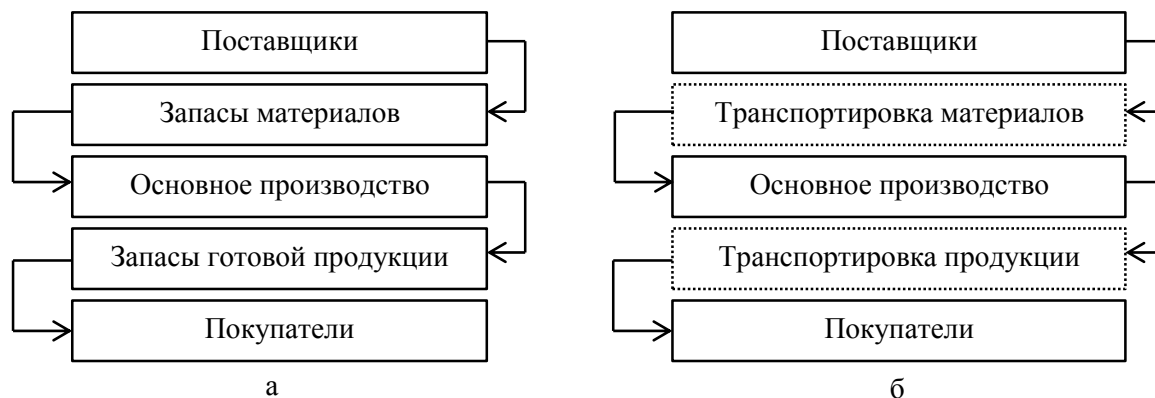 Поставщики
Запасы материалов
Основное производство
Запасы готовой продукции
Покупатели
а
Поставщики
Транспортировка материалов
Основное производство
Транспортировка продукции
Покупатели
б